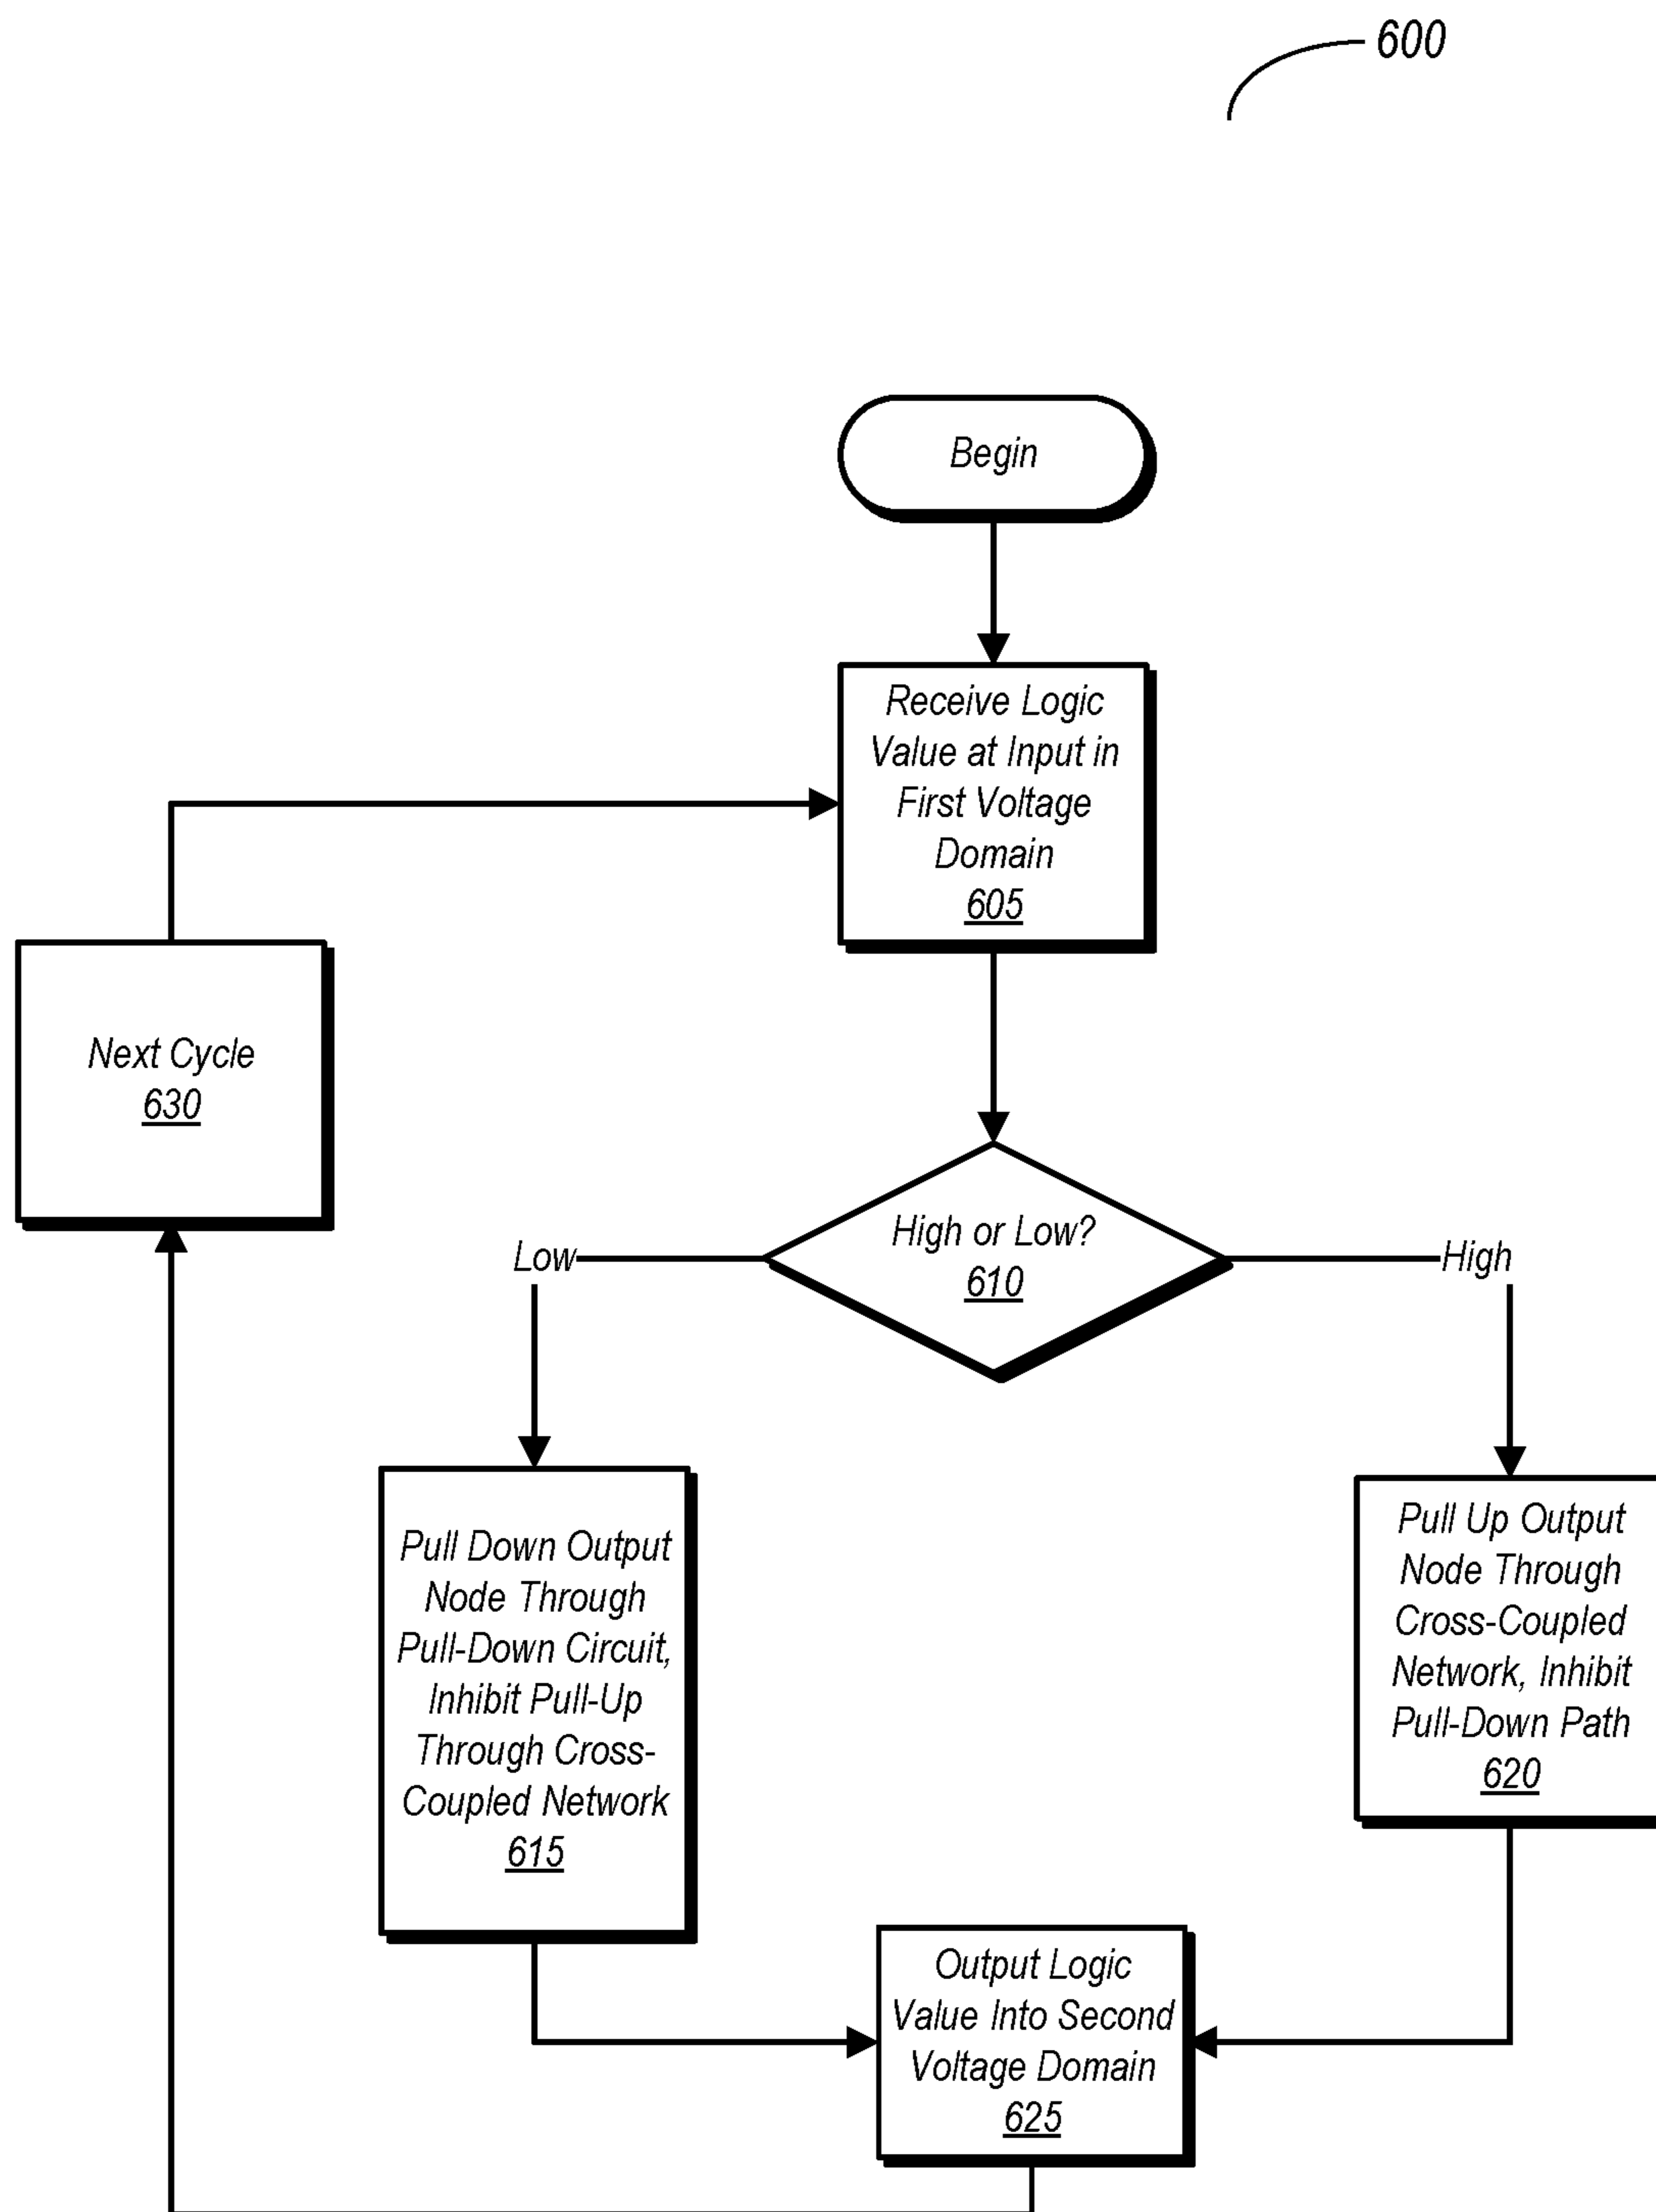 600
Begin
Receive Logic
Value at Input in
First Voltage
Domain
605
Next Cycle
630
High or Low?
610
Low
High
Pull Down Output
Node Through
Pull-Down Circuit,
Inhibit Pull-Up
Through Cross-
Coupled Network
615
Pull Up Output
Node Through
Cross-Coupled
Network, Inhibit
Pull-Down Path
620
Output Logic
Value Into Second
Voltage Domain
625